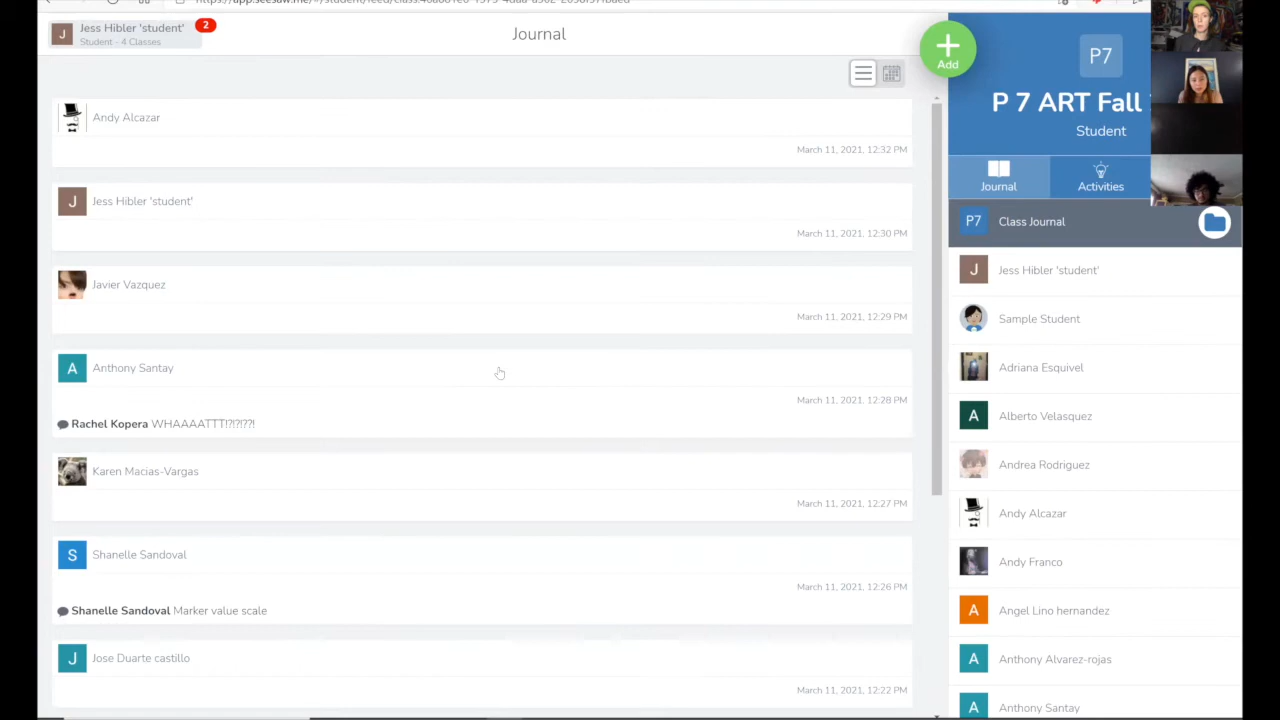 Jess Hibler 'student'
Student - 4 Classes
2
Journal
Add
P7
P 7 ART Fall
Student
Journal
Activities
P7 Class Journal
Andy Alcazar
March 11, 2021, 12:32 PM
J Jess Hibler 'student'
March 11, 2021, 12:30 PM
Javier Vazquez
March 11, 2021, 12:29 PM
A Anthony Santay
March 11, 2021, 12:28 PM
Rachel Kopera WHAAAATTT!?!?!??!
Karen Macias-Vargas
March 11, 2021, 12:27 PM
S Shanelle Sandoval
March 11, 2021, 12:26 PM
Shanelle Sandoval Marker value scale
J Jose Duarte castillo
March 11, 2021, 12:22 PM
J Jess Hibler 'student'
Sample Student
Adriana Esquivel
A Alberto Velasquez
Andrea Rodriguez
Andy Alcazar
Andy Franco
A Angel Lino hernandez
A Anthony Alvarez-rojas
A Anthony Santay